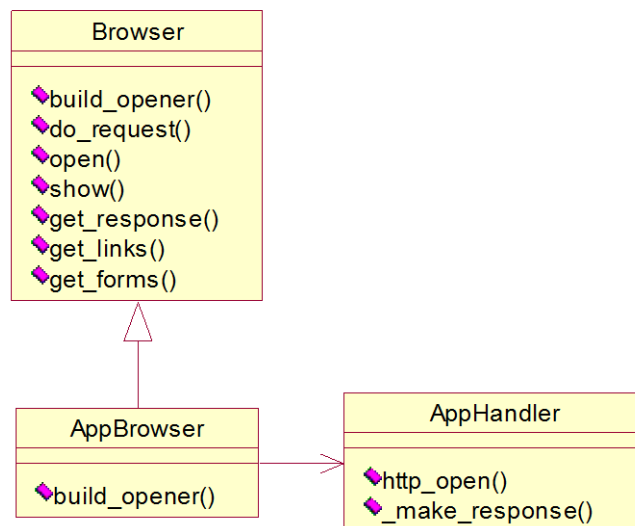 Browser
build_opener()
do_request()
open()
show()
get_response()
get_links()
get_forms()
AppBrowser
build_opener()
AppHandler
http_open()
_make_response()